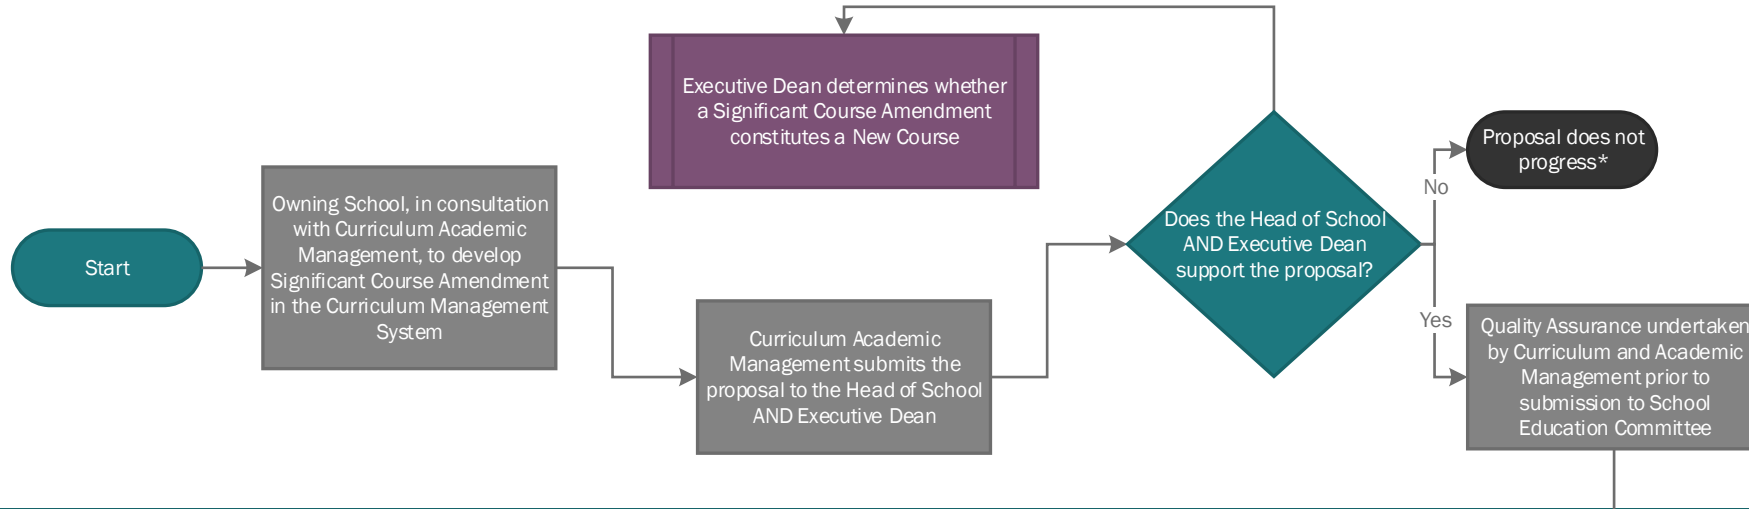 Start
Owning School, in consultation
with Curriculum Academic
Management, to develop
Significant Course Amendment
in the Curriculum Management
System
Curriculum Academic
Management submits the
proposal to the Head of School
AND Executive Dean
Executive Dean determines whether
a Significant Course Amendment
constitutes a New Course
Does the Head of School
AND Executive Dean
support the proposal?
No
Proposal does not
progress*
Yes
Quality Assurance undertaken
by Curriculum and Academic
Management prior to
submission to School
Education Committee